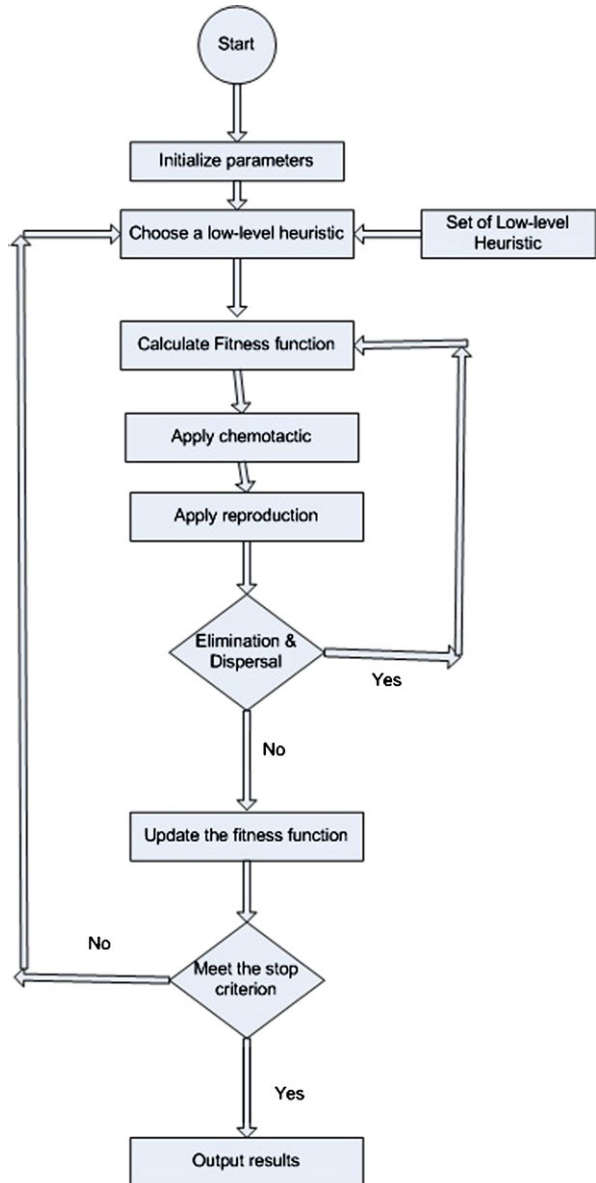 Start
Initialize parameters
Choose a low-level heuristic
Set of Low-level
Heuristic
Calculate Fitness function
Apply chemotactic
Apply reproduction
Elimination &
Dispersal
Yes
No
Update the fitness function
No
Meet the stop
criterion
Yes
Output results